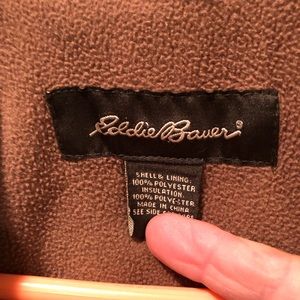 Eddie Bauer®
SHELL & LINING:
100% POLYESTER
INSULATION:
100% POLYESTER
MADE IN CHINA
SEE SIDE